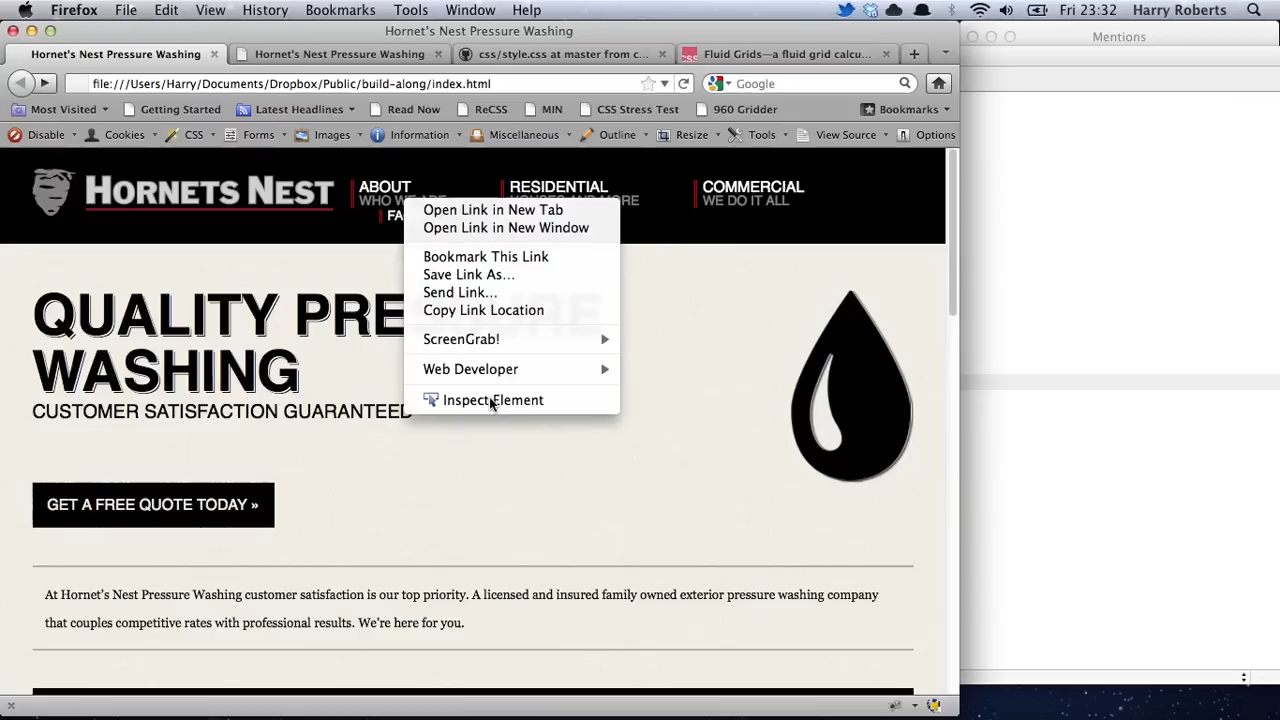 Firefox File Edit View History Bookmarks Tools Window Help Fri 23:32 Harry Roberts
Hornet's Nest Pressure Washing
Mentions
Hornet's Nest Pressure Washing Hornet's Nest Pressure Washing css/style.css at master from c... Fluid Grids—a fluid grid calcu...
file:///Users/Harry/Documents/Dropbox/Public/build-along/index.html Google
Most Visited Getting Started Latest Headlines Read Now ReCSS MIN CSS Stress Test 960 Gridder Bookmarks
Disable Cookies CSS Forms Images Information Miscellaneous Outline Resize Tools View Source Options
HORNETS NEST
ABOUT RESIDENTIAL COMMERCIAL
WE DO IT ALL
Open Link in New Tab
Open Link in New Window
Bookmark This Link
Save Link As...
Send Link...
Copy Link Location
ScreenGrab!
Web Developer
Inspect Element
QUALITY PRESSURE
WASHING
CUSTOMER SATISFACTION GUARANTEED
GET A FREE QUOTE TODAY »
At Hornet's Nest Pressure Washing customer satisfaction is our top priority. A licensed and insured family owned exterior pressure washing company
that couples competitive rates with professional results. We're here for you.